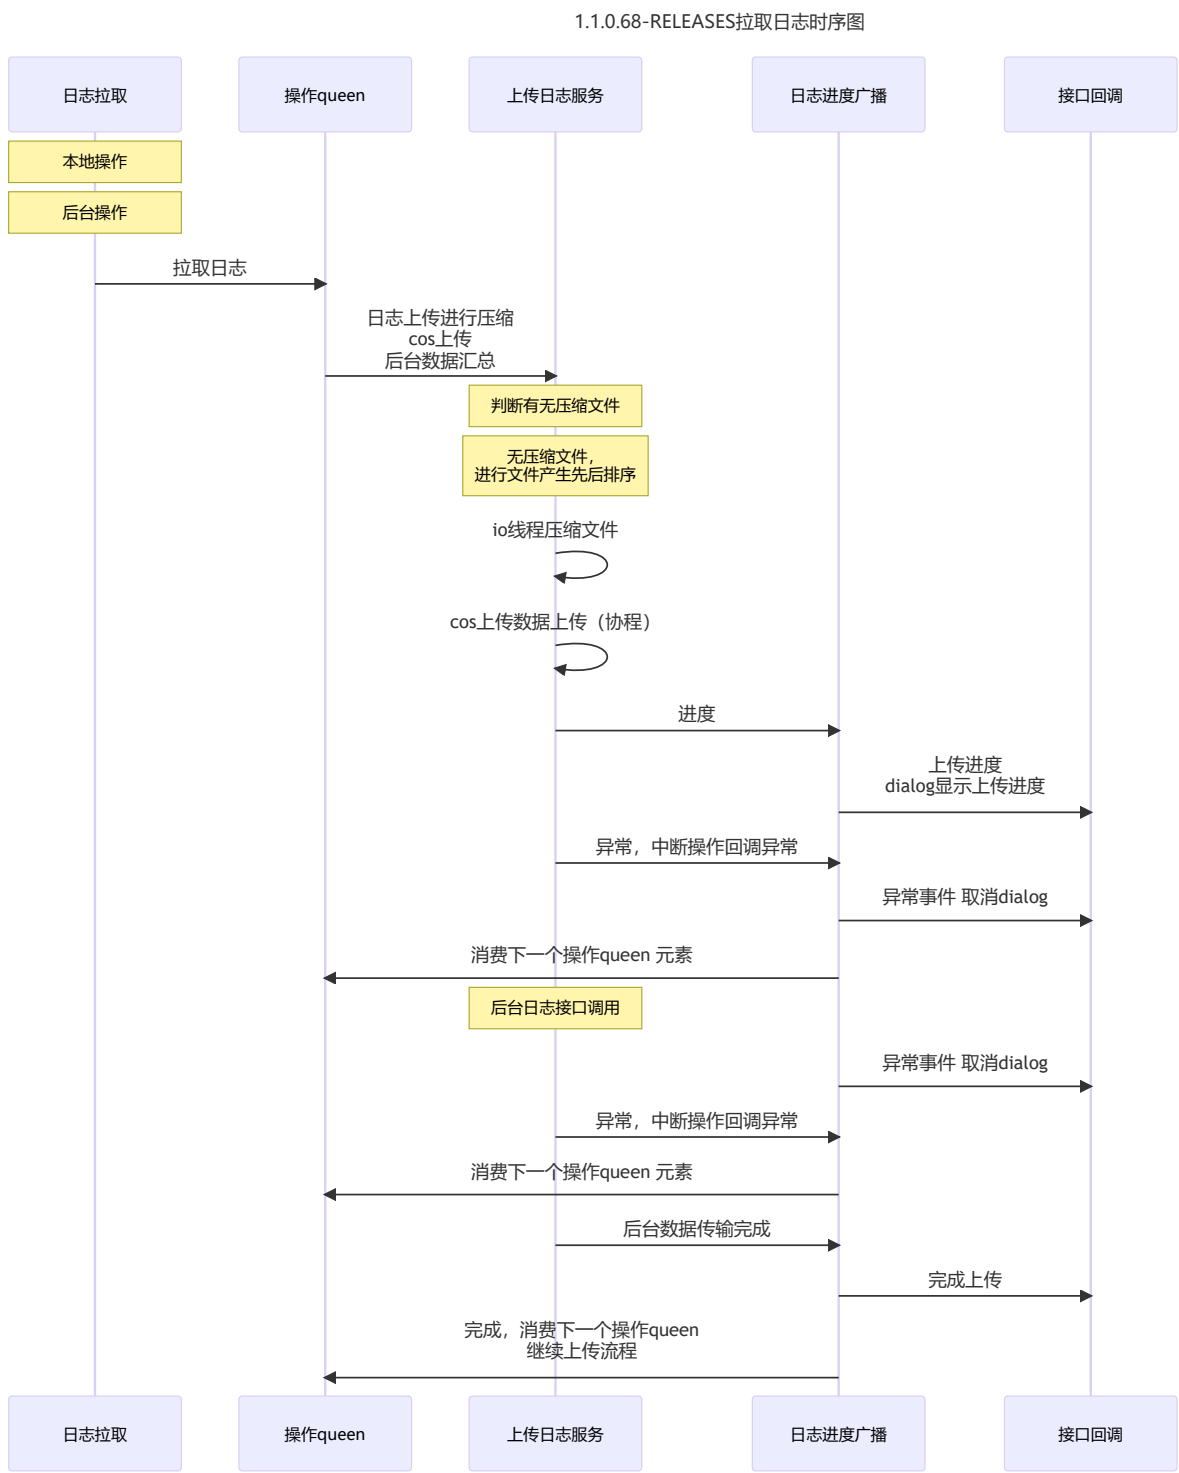 1.1.0.68-RELEASES拉取日志时序图
日志拉取
操作queen
上传日志服务
日志进度广播
接口回调
本地操作
后台操作
拉取日志
日志上传进行压缩
cos上传
后台数据汇总
判断有无压缩文件
无压缩文件，
进行文件产生先后排序
io线程压缩文件
cos上传数据上传（协程）
进度
上传进度
dialog显示上传进度
异常，中断操作回调异常
异常事件 取消dialog
消费下一个操作queen 元素
后台日志接口调用
异常事件 取消dialog
异常，中断操作回调异常
消费下一个操作queen 元素
后台数据传输完成
完成上传
完成，消费下一个操作queen
继续上传流程
日志拉取
操作queen
上传日志服务
日志进度广播
接口回调